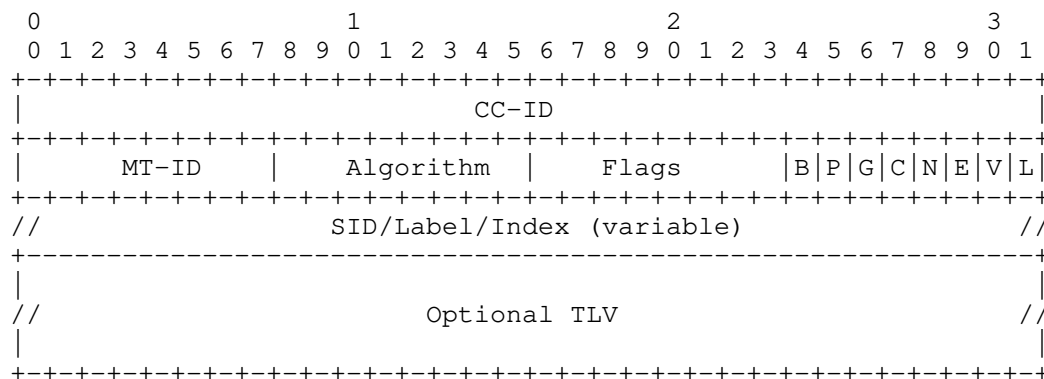 0                   1                   2                   3
 0 1 2 3 4 5 6 7 8 9 0 1 2 3 4 5 6 7 8 9 0 1 2 3 4 5 6 7 8 9 0 1
+-+-+-+-+-+-+-+-+-+-+-+-+-+-+-+-+-+-+-+-+-+-+-+-+-+-+-+-+-+-+-+-+
|                            CC-ID                              |
+-+-+-+-+-+-+-+-+-+-+-+-+-+-+-+-+-+-+-+-+-+-+-+-+-+-+-+-+-+-+-+-+
|      MT-ID    |    Algorithm  |    Flags      |B|P|G|C|N|E|V|L|
+-+-+-+-+-+-+-+-+-+-+-+-+-+-+-+-+-+-+-+-+-+-+-+-+-+-+-+-+-+-+-+-+
//                   SID/Label/Index (variable)                 //
+---------------------------------------------------------------+
|                                                               |
//                        Optional TLV                         //
|                                                               |
+-+-+-+-+-+-+-+-+-+-+-+-+-+-+-+-+-+-+-+-+-+-+-+-+-+-+-+-+-+-+-+-+